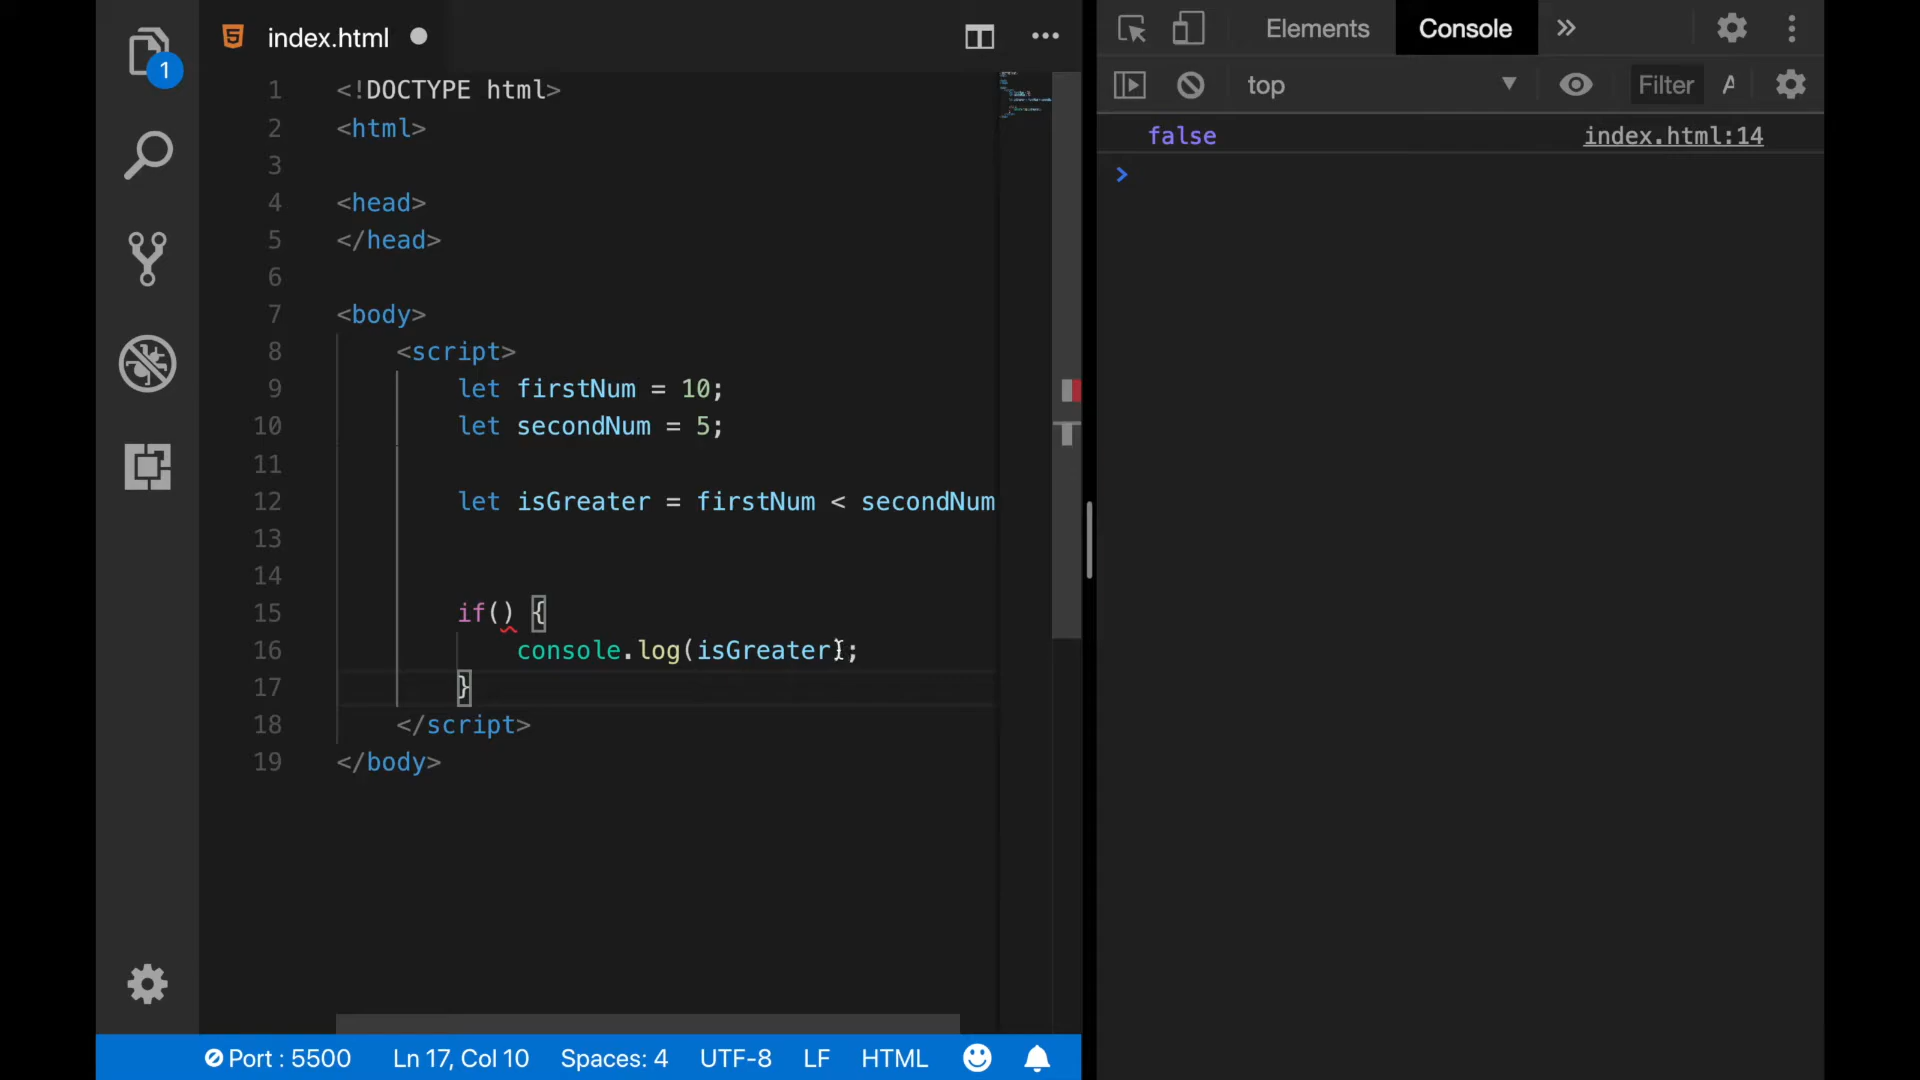 1
index.html
1 <!DOCTYPE html>
2 <html>
3
4 <head>
5 </head>
6
7 <body>
8 <script>
9 let firstNum = 10;
10 let secondNum = 5;
11
12 let isGreater = firstNum < secondNum
13
14
15 if() {
16 console.log(isGreater);
17 }
18 </script>
19 </body>
Port : 5500 Ln 17, Col 10 Spaces: 4 UTF-8 LF HTML
Elements Console »
top Filter
false index.html:14
>